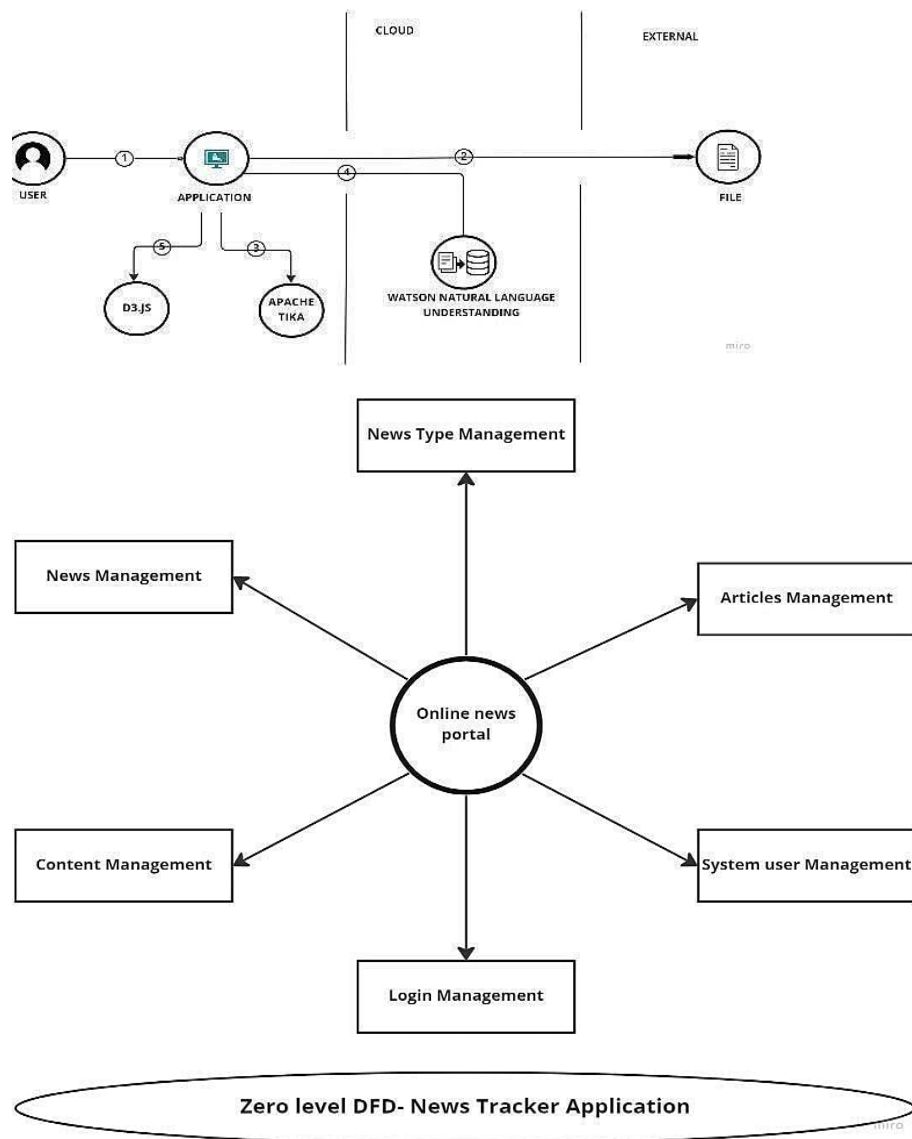 CLOUD
EXTERNAL
1
2
4
USER
APPLICATION
FILE
5
3
D3.JS
APACHE
TIKA
WATSON NATURAL LANGUAGE
UNDERSTANDING
miro
News Type Management
News Management
Articles Management
Online news
portal
Content Management
System user Management
Login Management
Zero level DFD- News Tracker Application
miro